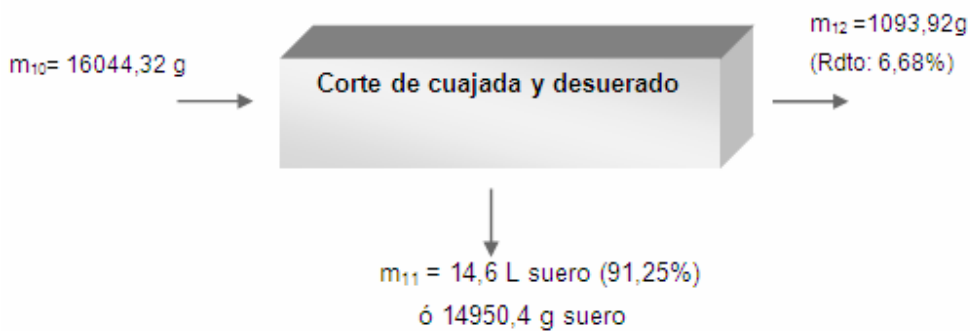 m₁₀= 16044,32 g
Corte de cuajada y desuerado
m₁₂ =1093,92g
(Rdto: 6,68%)
m₁₁ = 14,6 L suero (91,25%)
ó 14950,4 g suero